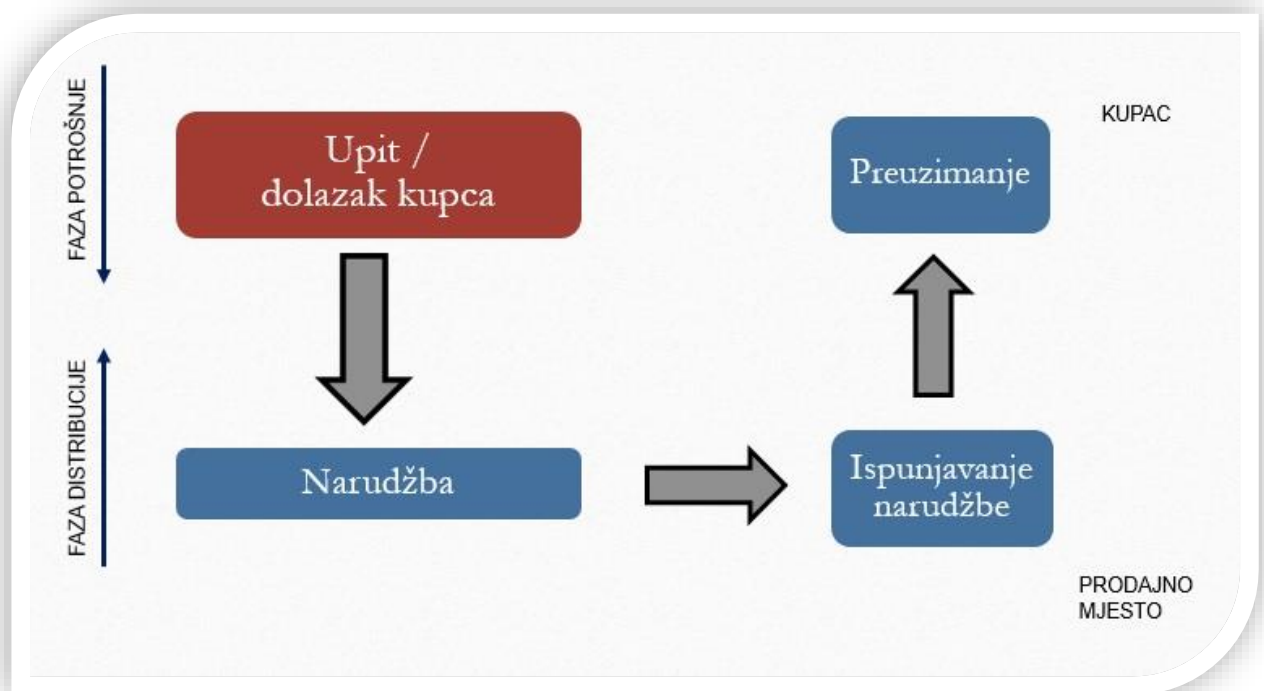 FAZA POTROŠNJE
Upit /
dolazak kupca
Preuzimanje
KUPAC
FAZA DISTRIBUCIJE
Narudžba
Ispunjavanje
narudžbe
PRODAJNO
MJESTO